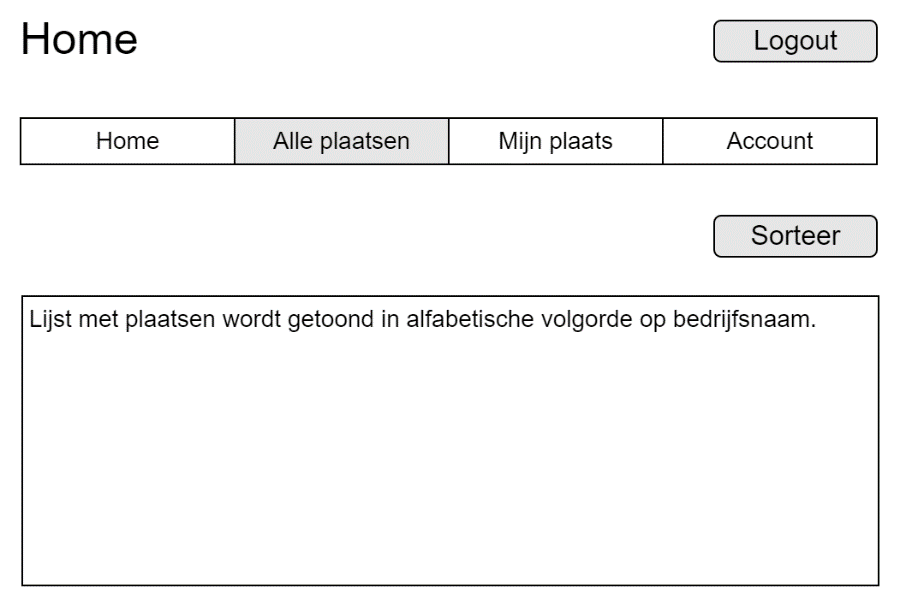 Home
Logout
Home
Alle plaatsen
Mijn plaats
Account
Sorteer
Lijst met plaatsen wordt getoond in alfabetische volgorde op bedrijfsnaam.